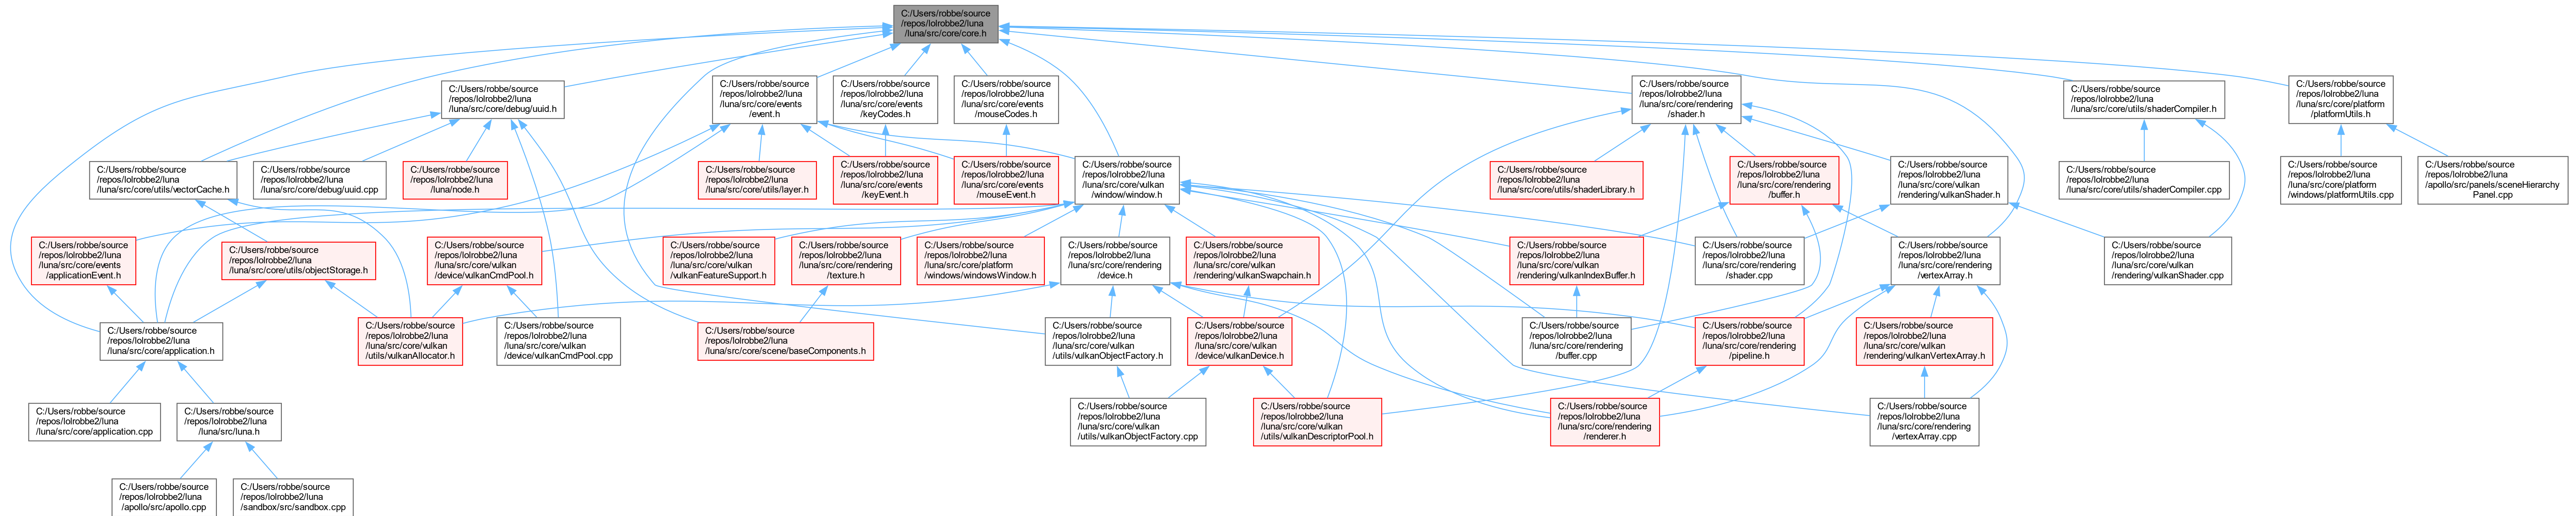 C:/Users/robbe/source
/repos/lolrobbe2/luna
/luna/src/core/core.h
C:/Users/robbe/source
/repos/lolrobbe2/luna
/luna/src/core/debug/uuid.h
C:/Users/robbe/source
/repos/lolrobbe2/luna
/luna/src/core/events
/event.h
C:/Users/robbe/source
/repos/lolrobbe2/luna
/luna/src/core/events
/keyCodes.h
C:/Users/robbe/source
/repos/lolrobbe2/luna
/luna/src/core/events
/mouseCodes.h
C:/Users/robbe/source
/repos/lolrobbe2/luna
/luna/src/core/rendering
/shader.h
C:/Users/robbe/source
/repos/lolrobbe2/luna
/luna/src/core/utils/shaderCompiler.h
C:/Users/robbe/source
/repos/lolrobbe2/luna
/luna/src/core/platform
/platformUtils.h
C:/Users/robbe/source
/repos/lolrobbe2/luna
/luna/src/core/utils/vectorCache.h
C:/Users/robbe/source
/repos/lolrobbe2/luna
/luna/src/core/debug/uuid.cpp
C:/Users/robbe/source
/repos/lolrobbe2/luna
/luna/node.h
C:/Users/robbe/source
/repos/lolrobbe2/luna
/luna/src/core/utils/layer.h
C:/Users/robbe/source
/repos/lolrobbe2/luna
/luna/src/core/events
/keyEvent.h
C:/Users/robbe/source
/repos/lolrobbe2/luna
/luna/src/core/events
/mouseEvent.h
C:/Users/robbe/source
/repos/lolrobbe2/luna
/luna/src/core/vulkan
/window/window.h
C:/Users/robbe/source
/repos/lolrobbe2/luna
/luna/src/core/utils/shaderLibrary.h
C:/Users/robbe/source
/repos/lolrobbe2/luna
/luna/src/core/rendering
/buffer.h
C:/Users/robbe/source
/repos/lolrobbe2/luna
/luna/src/core/vulkan
/rendering/vulkanShader.h
C:/Users/robbe/source
/repos/lolrobbe2/luna
/luna/src/core/utils/shaderCompiler.cpp
C:/Users/robbe/source
/repos/lolrobbe2/luna
/luna/src/core/platform
/windows/platformUtils.cpp
C:/Users/robbe/source
/repos/lolrobbe2/luna
/apollo/src/panels/sceneHierarchy
Panel.cpp
C:/Users/robbe/source
/repos/lolrobbe2/luna
/luna/src/core/events
/applicationEvent.h
C:/Users/robbe/source
/repos/lolrobbe2/luna
/luna/src/core/utils/objectStorage.h
C:/Users/robbe/source
/repos/lolrobbe2/luna
/luna/src/core/vulkan
/device/vulkanCmdPool.h
C:/Users/robbe/source
/repos/lolrobbe2/luna
/luna/src/core/vulkan
/vulkanFeatureSupport.h
C:/Users/robbe/source
/repos/lolrobbe2/luna
/luna/src/core/rendering
/texture.h
C:/Users/robbe/source
/repos/lolrobbe2/luna
/luna/src/core/platform
/windows/windowsWindow.h
C:/Users/robbe/source
/repos/lolrobbe2/luna
/luna/src/core/rendering
/device.h
C:/Users/robbe/source
/repos/lolrobbe2/luna
/luna/src/core/vulkan
/rendering/vulkanSwapchain.h
C:/Users/robbe/source
/repos/lolrobbe2/luna
/luna/src/core/vulkan
/rendering/vulkanIndexBuffer.h
C:/Users/robbe/source
/repos/lolrobbe2/luna
/luna/src/core/rendering
/shader.cpp
C:/Users/robbe/source
/repos/lolrobbe2/luna
/luna/src/core/rendering
/vertexArray.h
C:/Users/robbe/source
/repos/lolrobbe2/luna
/luna/src/core/vulkan
/rendering/vulkanShader.cpp
C:/Users/robbe/source
/repos/lolrobbe2/luna
/luna/src/core/application.h
C:/Users/robbe/source
/repos/lolrobbe2/luna
/luna/src/core/vulkan
/utils/vulkanAllocator.h
C:/Users/robbe/source
/repos/lolrobbe2/luna
/luna/src/core/vulkan
/device/vulkanCmdPool.cpp
C:/Users/robbe/source
/repos/lolrobbe2/luna
/luna/src/core/scene/baseComponents.h
C:/Users/robbe/source
/repos/lolrobbe2/luna
/luna/src/core/vulkan
/utils/vulkanObjectFactory.h
C:/Users/robbe/source
/repos/lolrobbe2/luna
/luna/src/core/vulkan
/device/vulkanDevice.h
C:/Users/robbe/source
/repos/lolrobbe2/luna
/luna/src/core/rendering
/buffer.cpp
C:/Users/robbe/source
/repos/lolrobbe2/luna
/luna/src/core/rendering
/pipeline.h
C:/Users/robbe/source
/repos/lolrobbe2/luna
/luna/src/core/vulkan
/rendering/vulkanVertexArray.h
C:/Users/robbe/source
/repos/lolrobbe2/luna
/luna/src/core/application.cpp
C:/Users/robbe/source
/repos/lolrobbe2/luna
/luna/src/luna.h
C:/Users/robbe/source
/repos/lolrobbe2/luna
/luna/src/core/vulkan
/utils/vulkanObjectFactory.cpp
C:/Users/robbe/source
/repos/lolrobbe2/luna
/luna/src/core/vulkan
/utils/vulkanDescriptorPool.h
C:/Users/robbe/source
/repos/lolrobbe2/luna
/luna/src/core/rendering
/renderer.h
C:/Users/robbe/source
/repos/lolrobbe2/luna
/luna/src/core/rendering
/vertexArray.cpp
C:/Users/robbe/source
/repos/lolrobbe2/luna
/apollo/src/apollo.cpp
C:/Users/robbe/source
/repos/lolrobbe2/luna
/sandbox/src/sandbox.cpp